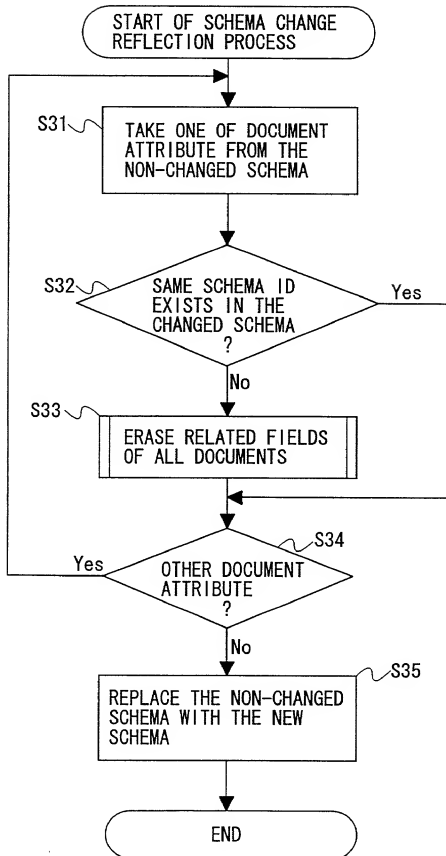 START OF SCHEMA CHANGE
REFLECTION PROCESS
S31
TAKE ONE OF DOCUMENT
ATTRIBUTE FROM THE
NON-CHANGED SCHEMA
S32
SAME SCHEMA ID
EXISTS IN THE
CHANGED SCHEMA
?
Yes
No
S33
ERASE RELATED FIELDS
OF ALL DOCUMENTS
S34
Yes
OTHER DOCUMENT
ATTRIBUTE
?
No
S35
REPLACE THE NON-CHANGED
SCHEMA WITH THE NEW
SCHEMA
END